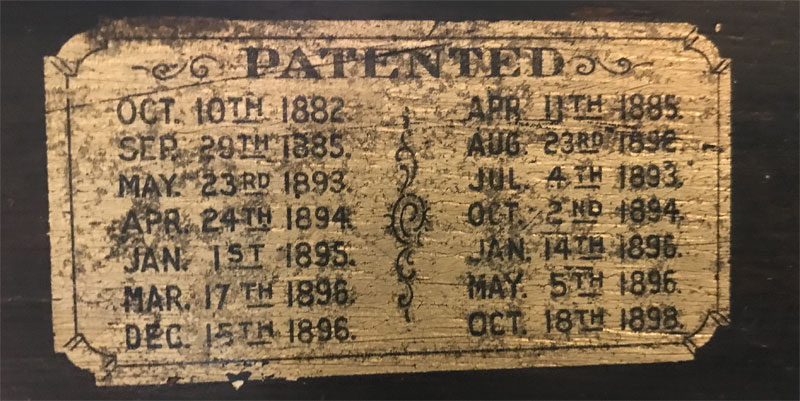 PATENTED
OCT. 10TH 1882.
SEP. 29TH 1885.
MAY. 23RD 1893.
APR. 24TH 1894.
JAN. 1ST 1895.
MAR. 17TH 1896.
DEC. 15TH 1896.
APR. 11TH 1885.
AUG. 23RD 1892.
JUL. 4TH 1893.
OCT. 2ND 1894.
JAN. 14TH 1896.
MAY. 5TH 1896.
OCT. 18TH 1898.